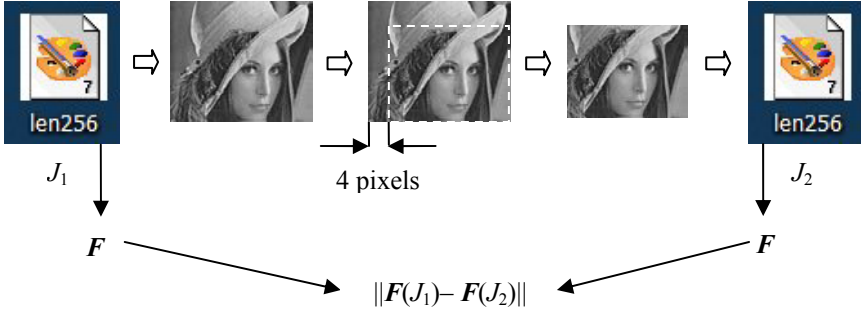 7
7
len256
len256
4 pixels
J1
J2
F
F
||F(J1)– F(J2)||